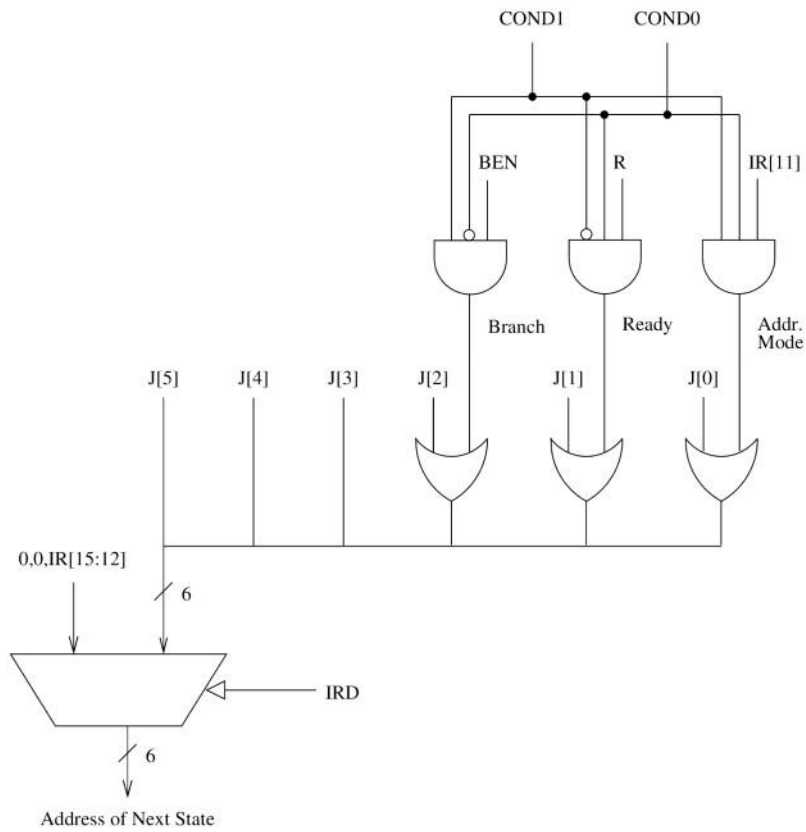 COND1 COND0
BEN R IR[11]
Branch Ready Addr.
Mode
J[5] J[4] J[3] J[2] J[1] J[0]
0,0,IR[15:12]
6
IRD
6
Address of Next State